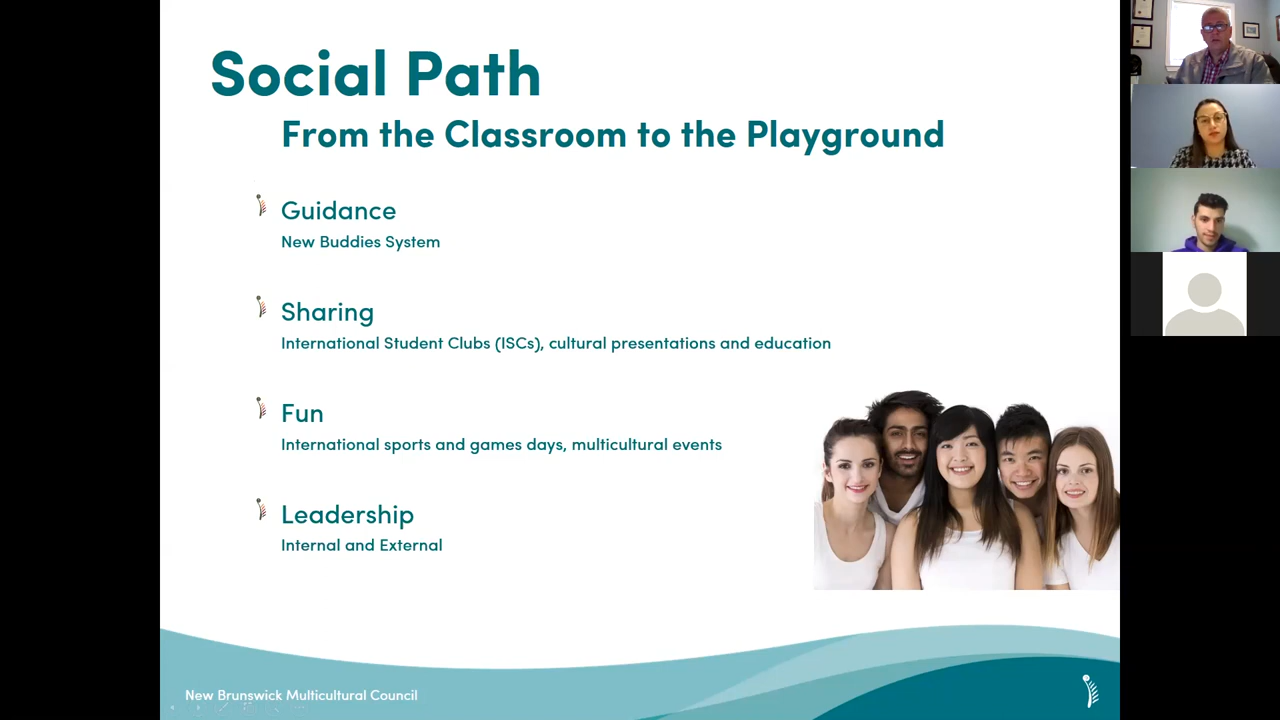 Social Path
From the Classroom to the Playground
Guidance
New Buddies System
Sharing
International Student Clubs (ISCs), cultural presentations and education
Fun
International sports and games days, multicultural events
Leadership
Internal and External
New Brunswick Multicultural Council